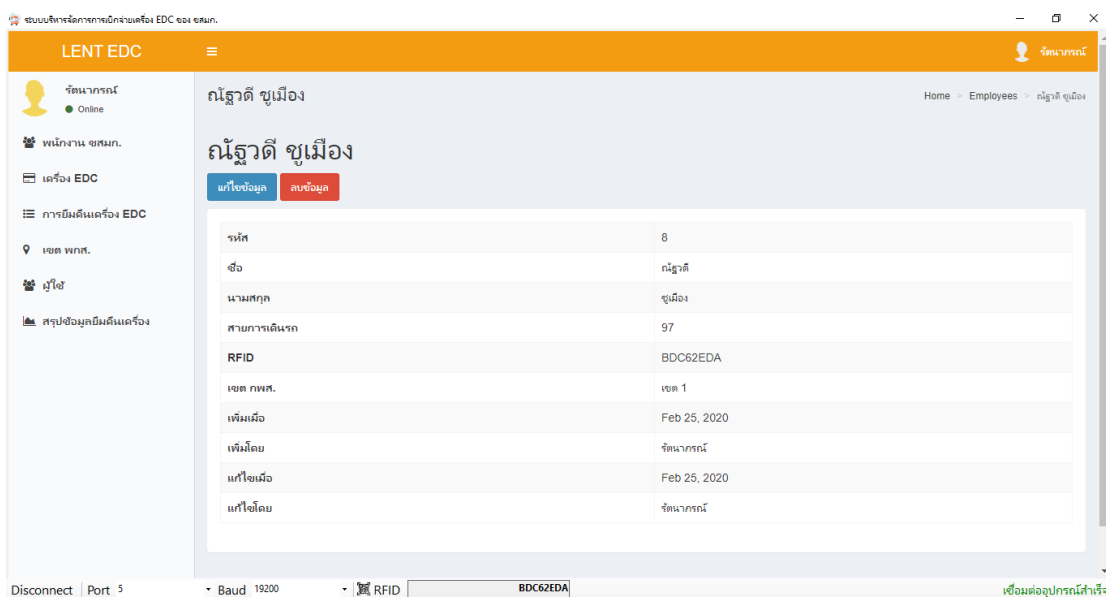 ระบบบริหารจัดการการเบิกจ่ายเครื่อง EDC ของ ขสมก.
LENT EDC
รัตนาภรณ์
รัตนาภรณ์
Online
ณัฐวดี ชูเมือง
Home > Employees > ณัฐวดี ชูเมือง
พนักงาน ขสมก.
เครื่อง EDC
การยืมคืนเครื่อง EDC
เขต พกส.
ผู้ใช้
สรุปข้อมูลยืมคืนเครื่อง
ณัฐวดี ชูเมือง
แก้ไขข้อมูล ลบข้อมูล
รหัส 8
ชื่อ ณัฐวดี
นามสกุล ชูเมือง
สายการเดินรถ 97
RFID BDC62EDA
เขต กพส. เขต 1
เพิ่มเมื่อ Feb 25, 2020
เพิ่มโดย รัตนาภรณ์
แก้ไขเมื่อ Feb 25, 2020
แก้ไขโดย รัตนาภรณ์
Disconnect Port 5 Baud 19200 RFID BDC62EDA เชื่อมต่ออุปกรณ์สำเร็จ